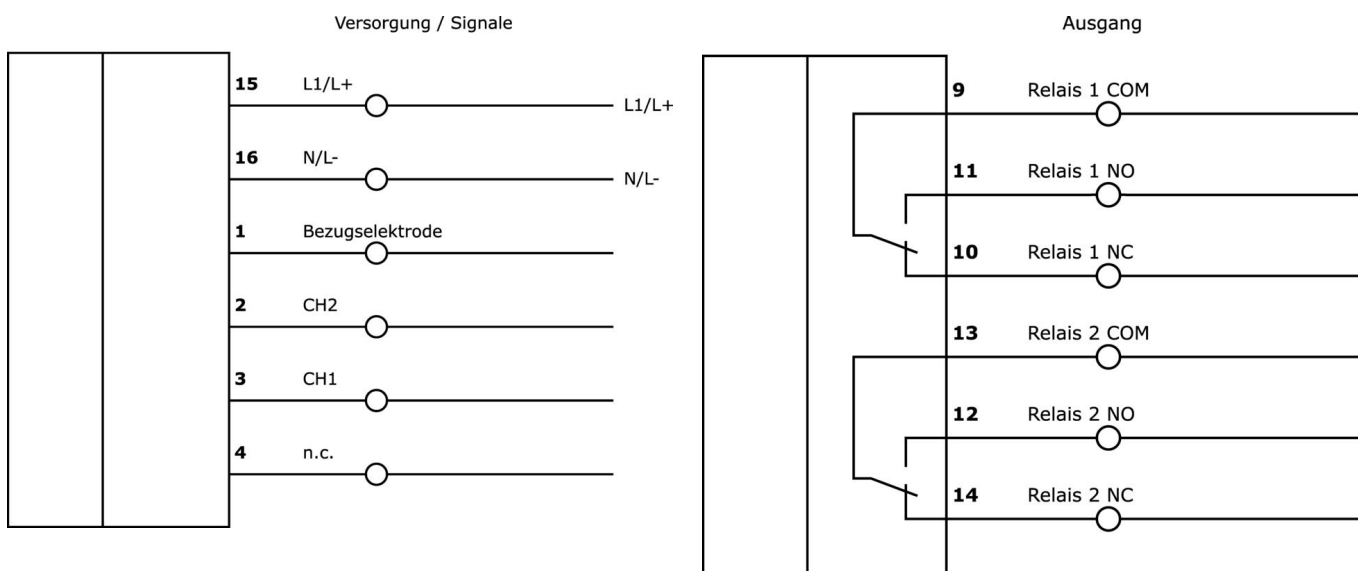 Versorgung / Signale
15 L1/L+
L1/L+
16 N/L-
N/L-
1 Bezugselektrode
2 CH2
3 CH1
4 n.c.
Ausgang
9 Relais 1 COM
11 Relais 1 NO
10 Relais 1 NC
13 Relais 2 COM
12 Relais 2 NO
14 Relais 2 NC